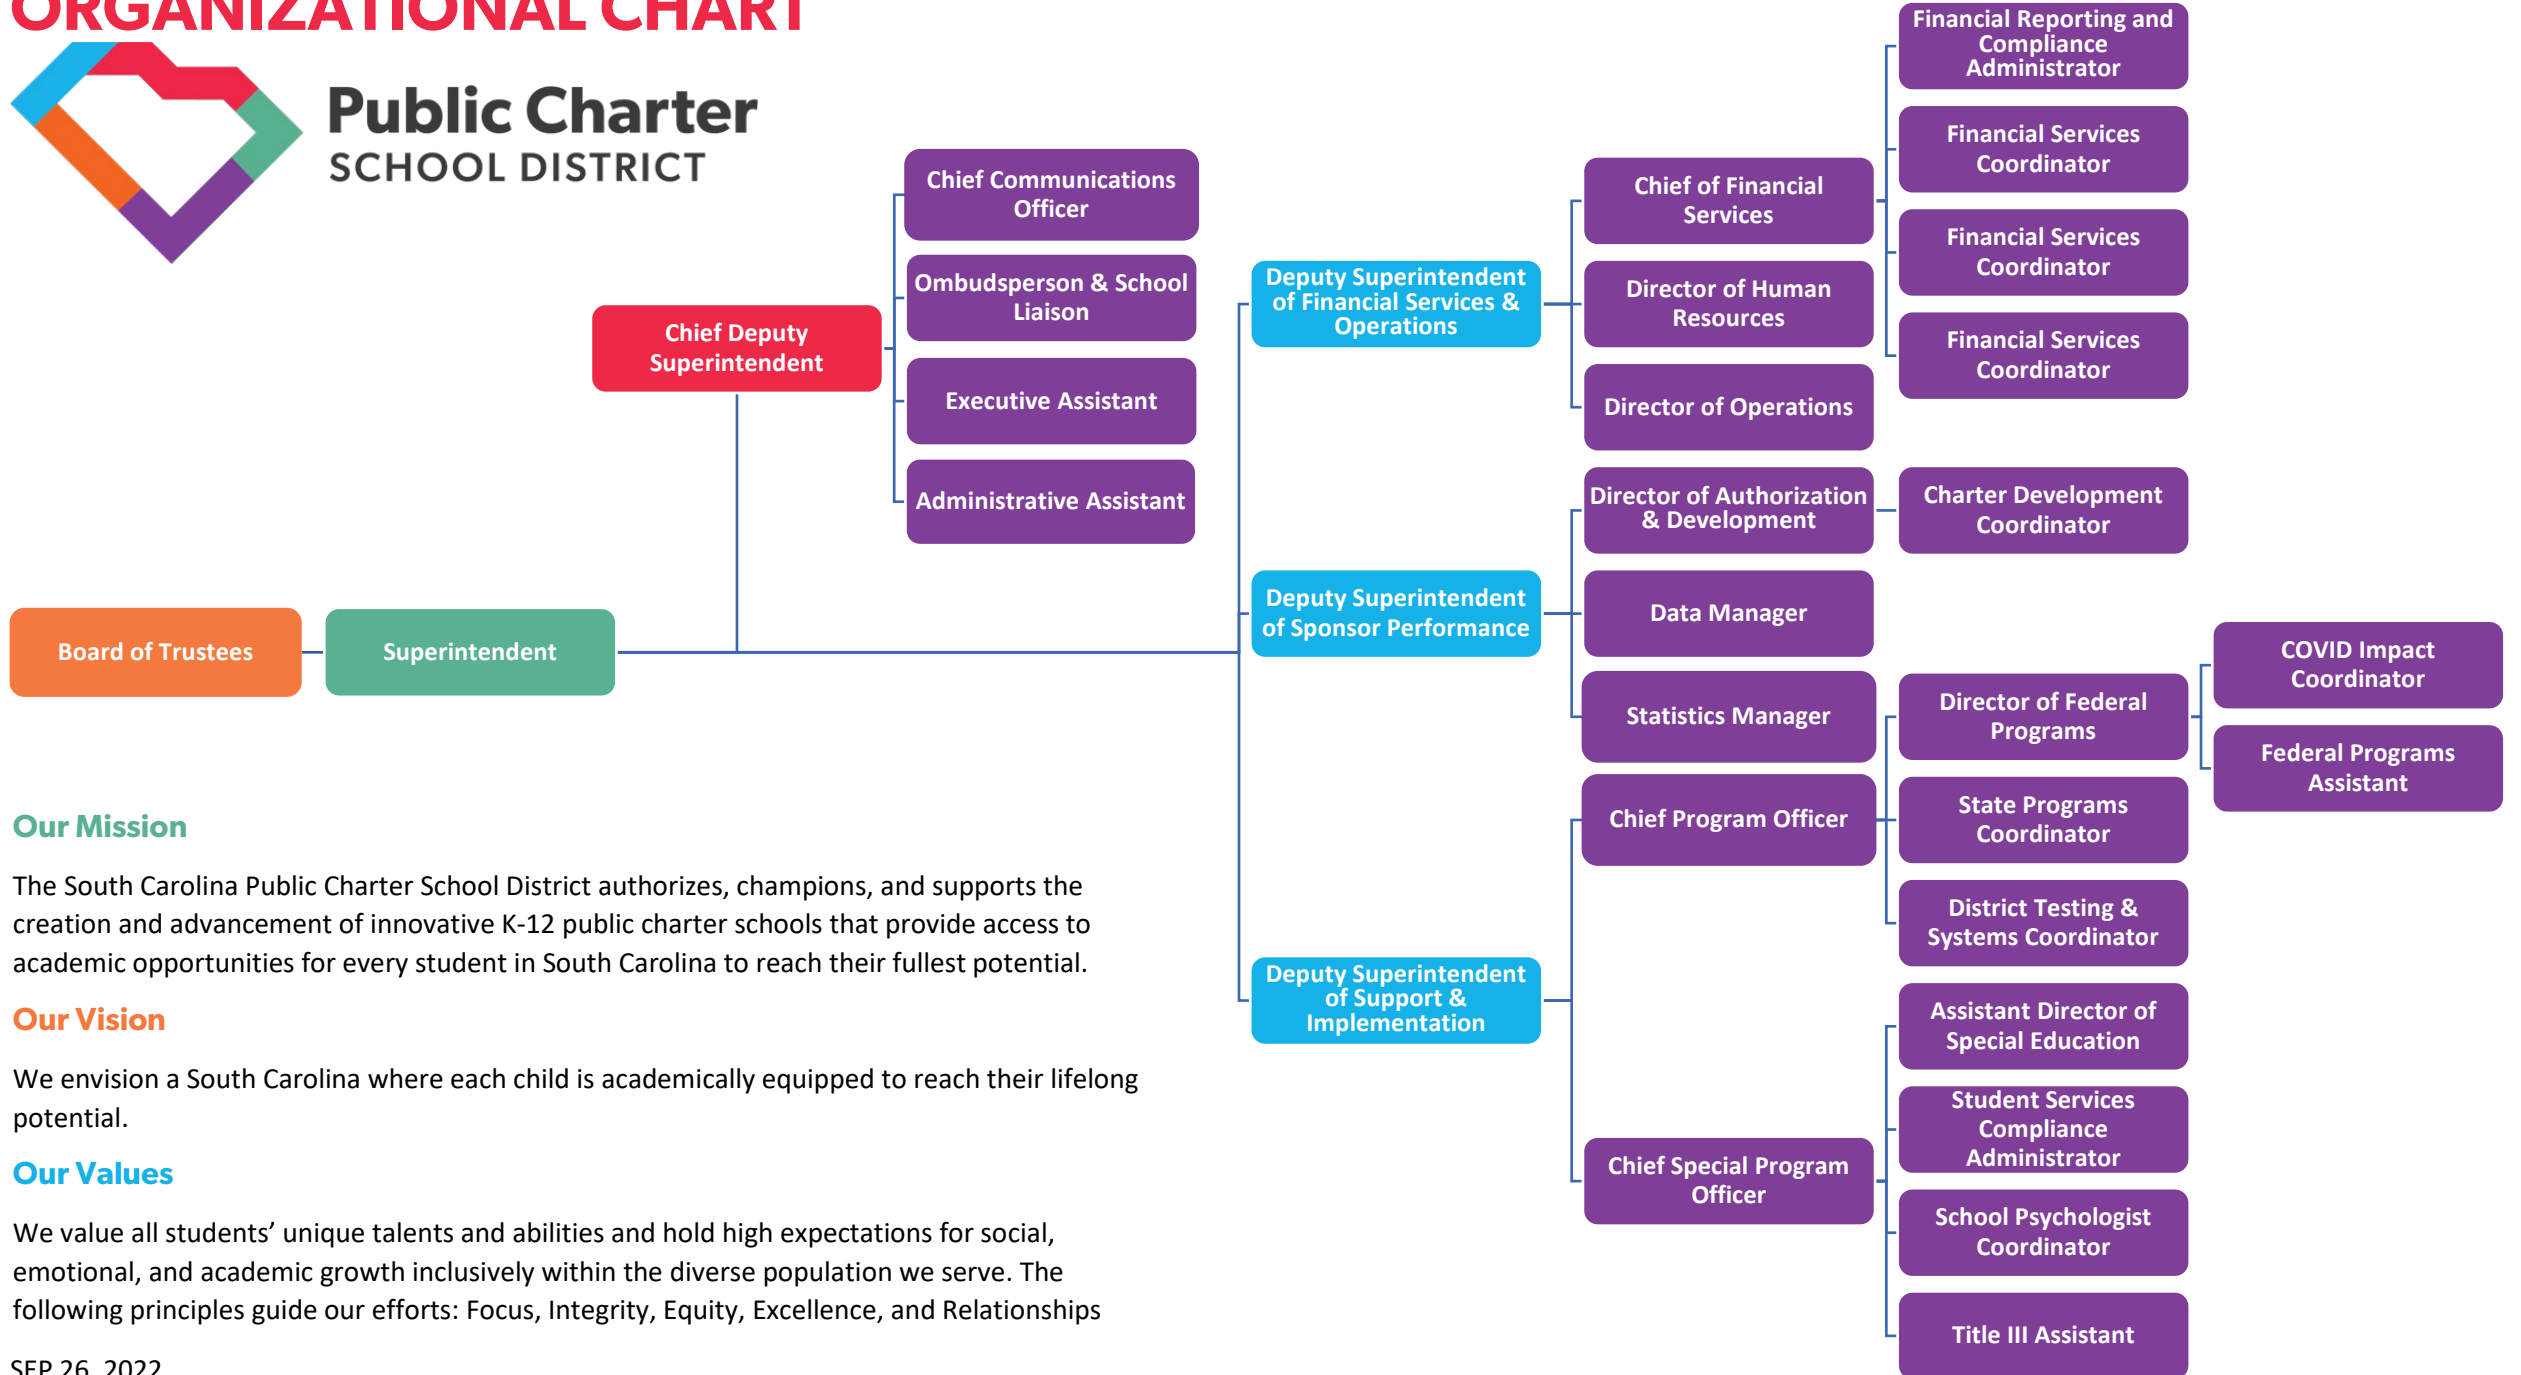 ORGANIZATIONAL CHART
Public Charter
SCHOOL DISTRICT
Board of Trustees
Superintendent
Chief Deputy
Superintendent
Chief Communications
Officer
Ombudsperson & School
Liaison
Executive Assistant
Administrative Assistant
Deputy Superintendent
of Financial Services &
Operations
Chief of Financial
Services
Financial Reporting and
Compliance
Administrator
Financial Services
Coordinator
Financial Services
Coordinator
Financial Services
Coordinator
Director of Human
Resources
Director of Operations
Deputy Superintendent
of Sponsor Performance
Director of Authorization
& Development
Charter Development
Coordinator
Data Manager
Statistics Manager
Deputy Superintendent
of Support &
Implementation
Chief Program Officer
Director of Federal
Programs
COVID Impact
Coordinator
Federal Programs
Assistant
State Programs
Coordinator
District Testing &
Systems Coordinator
Chief Special Program
Officer
Assistant Director of
Special Education
Student Services
Compliance
Administrator
School Psychologist
Coordinator
Title III Assistant
Our Mission
The South Carolina Public Charter School District authorizes, champions, and supports the
creation and advancement of innovative K-12 public charter schools that provide access to
academic opportunities for every student in South Carolina to reach their fullest potential.
Our Vision
We envision a South Carolina where each child is academically equipped to reach their lifelong
potential.
Our Values
We value all students’ unique talents and abilities and hold high expectations for social,
emotional, and academic growth inclusively within the diverse population we serve. The
following principles guide our efforts: Focus, Integrity, Equity, Excellence, and Relationships
SEP 26, 2022